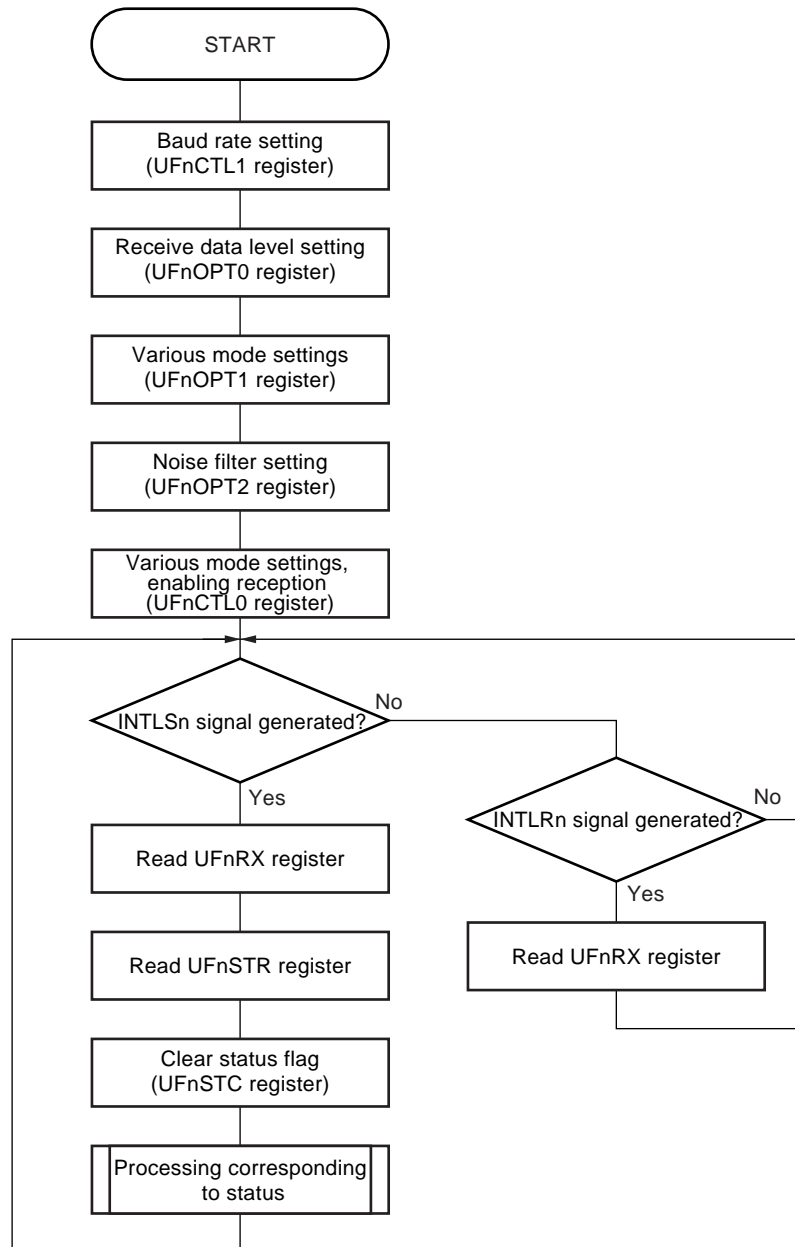 START
Baud rate setting
(UFnCTL1 register)
Receive data level setting
(UFnOPT0 register)
Various mode settings
(UFnOPT1 register)
Noise filter setting
(UFnOPT2 register)
Various mode settings,
enabling reception
(UFnCTL0 register)
INTLSn signal generated?
No
Yes
INTLRn signal generated?
No
Yes
Read UFnRX register
Read UFnRX register
Read UFnSTR register
Clear status flag
(UFnSTC register)
Processing corresponding
to status